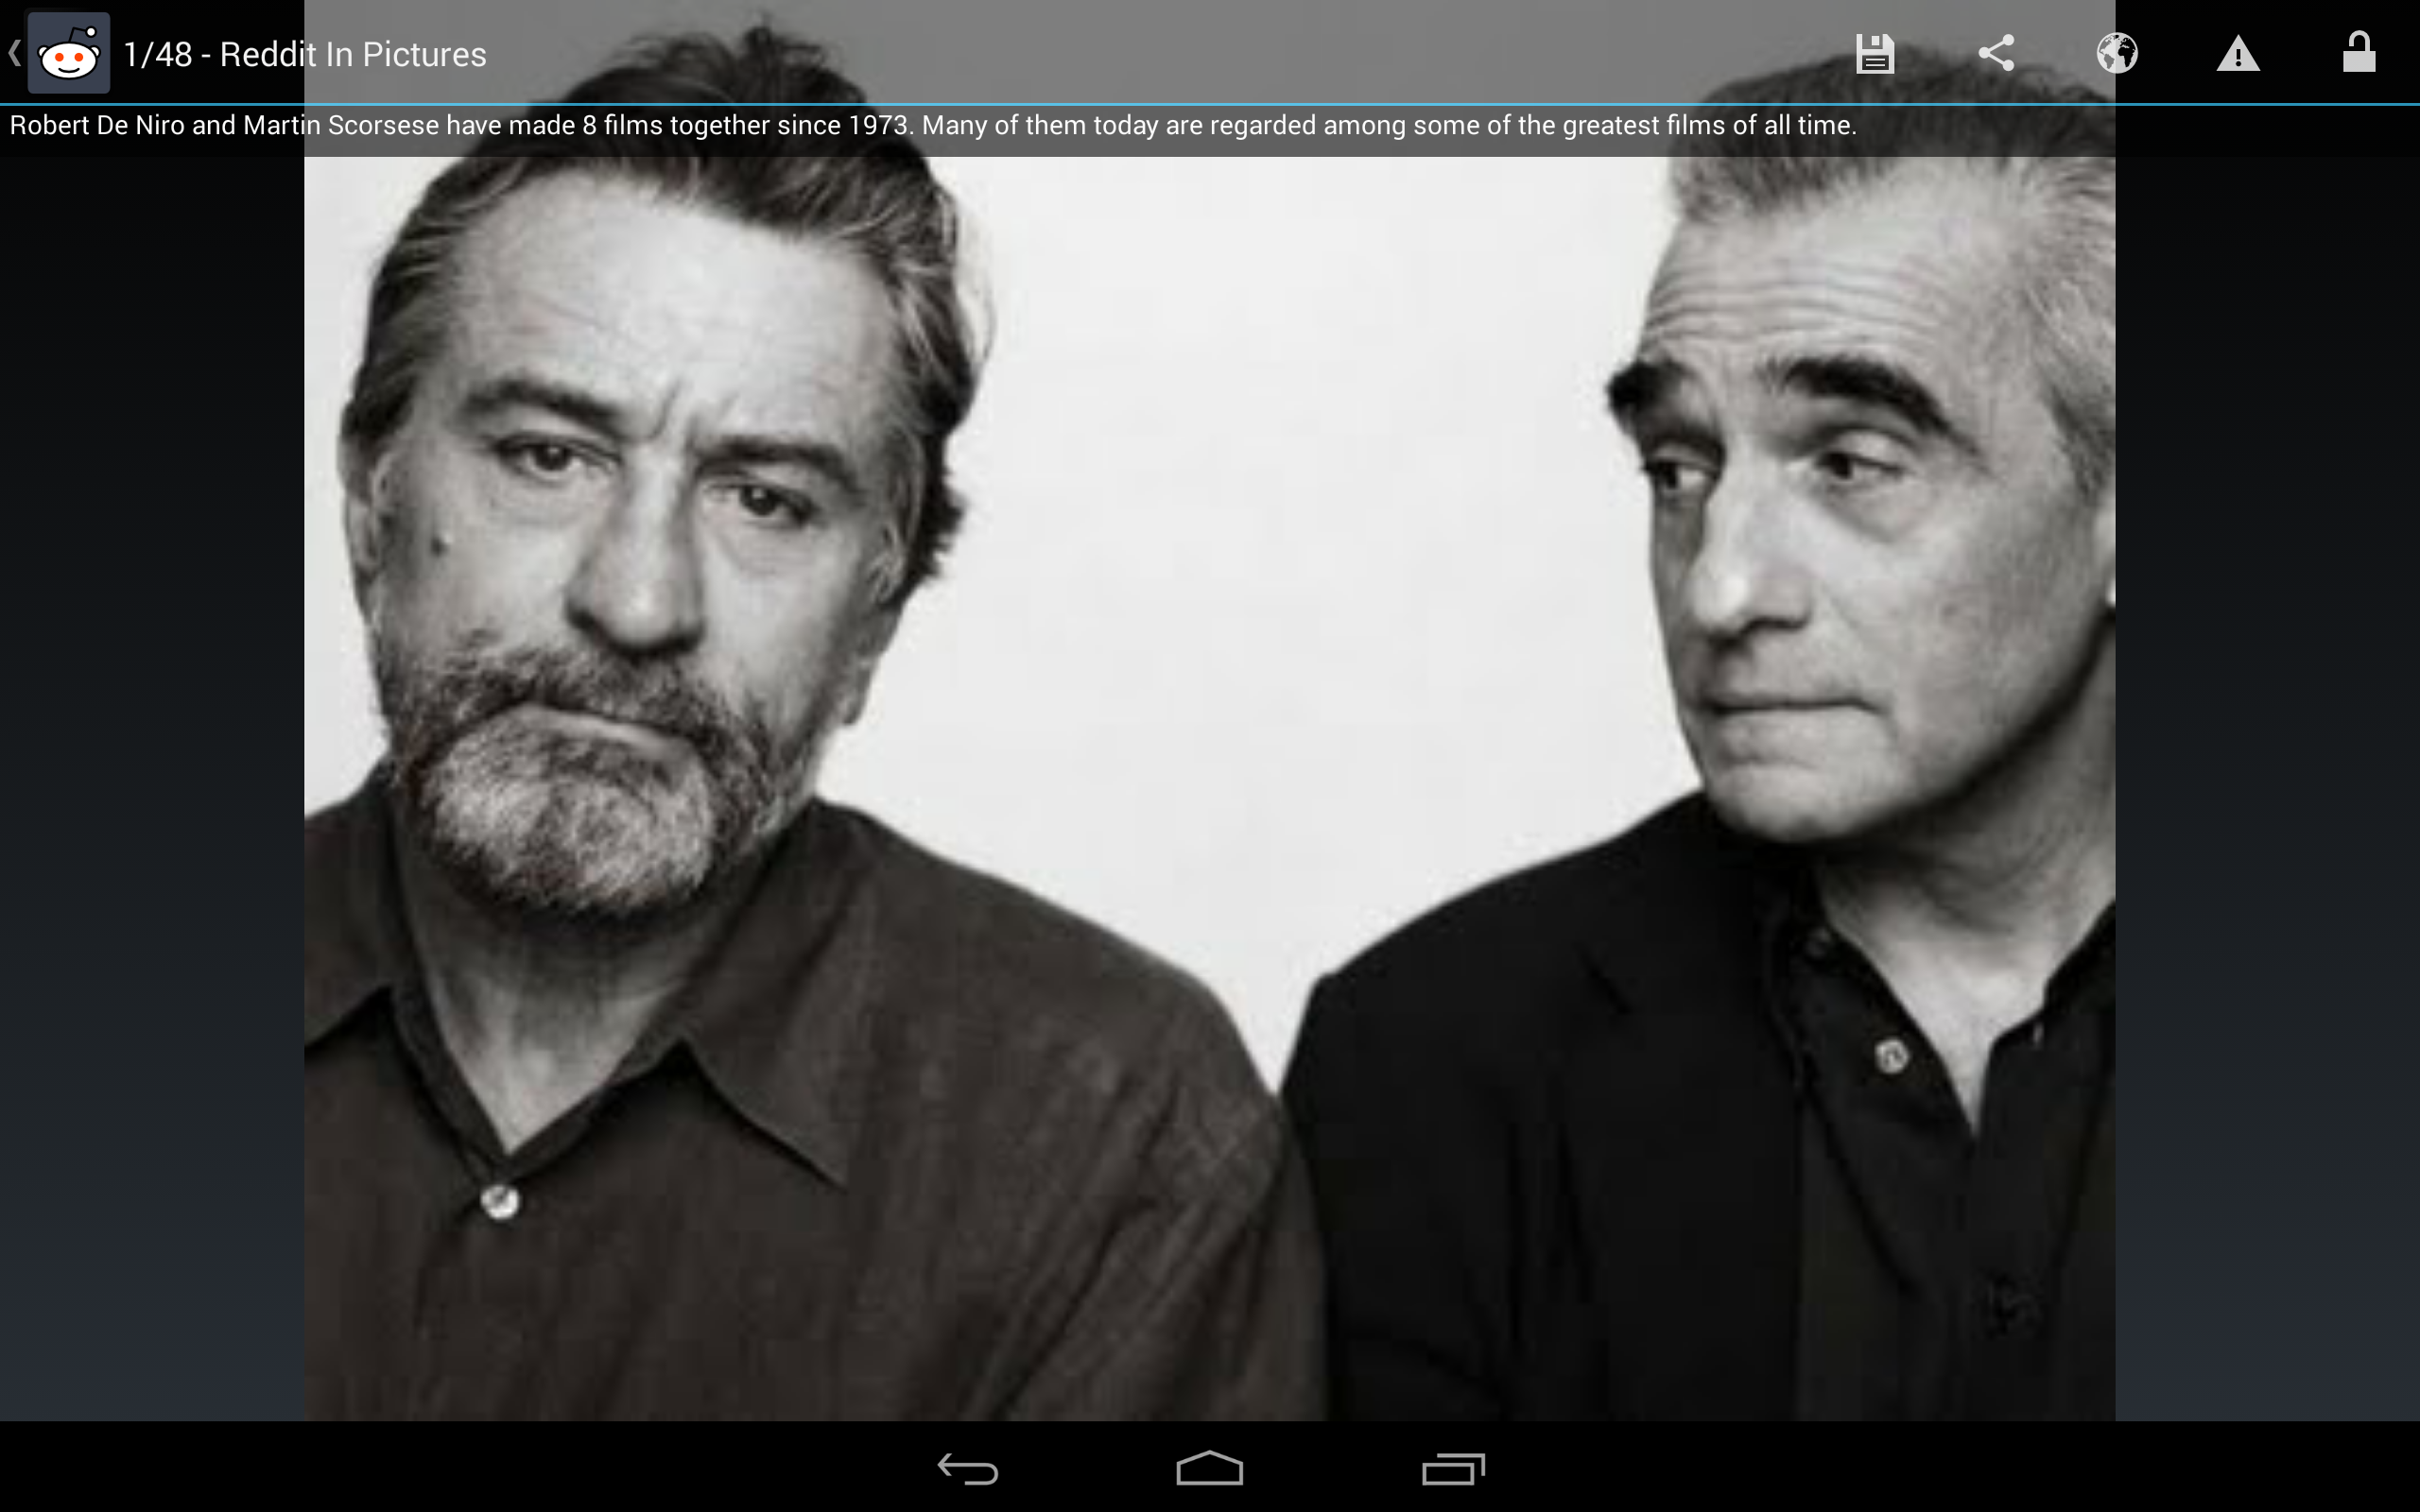 1/48 - Reddit In Pictures
Robert De Niro and Martin Scorsese have made 8 films together since 1973. Many of them today are regarded among some of the greatest films of all time.